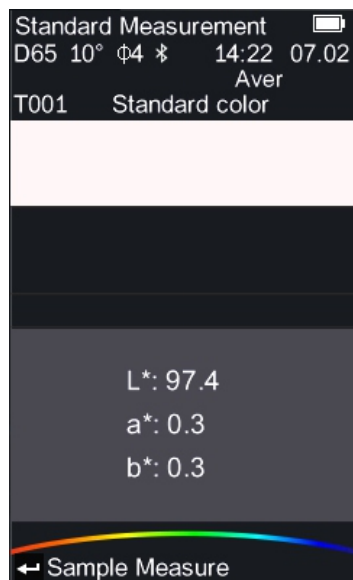 Standard Measurement
D65 10° ϕ4 14:22 07.02
Aver
T001 Standard color
L*: 97.4
a*: 0.3
b*: 0.3
Sample Measure